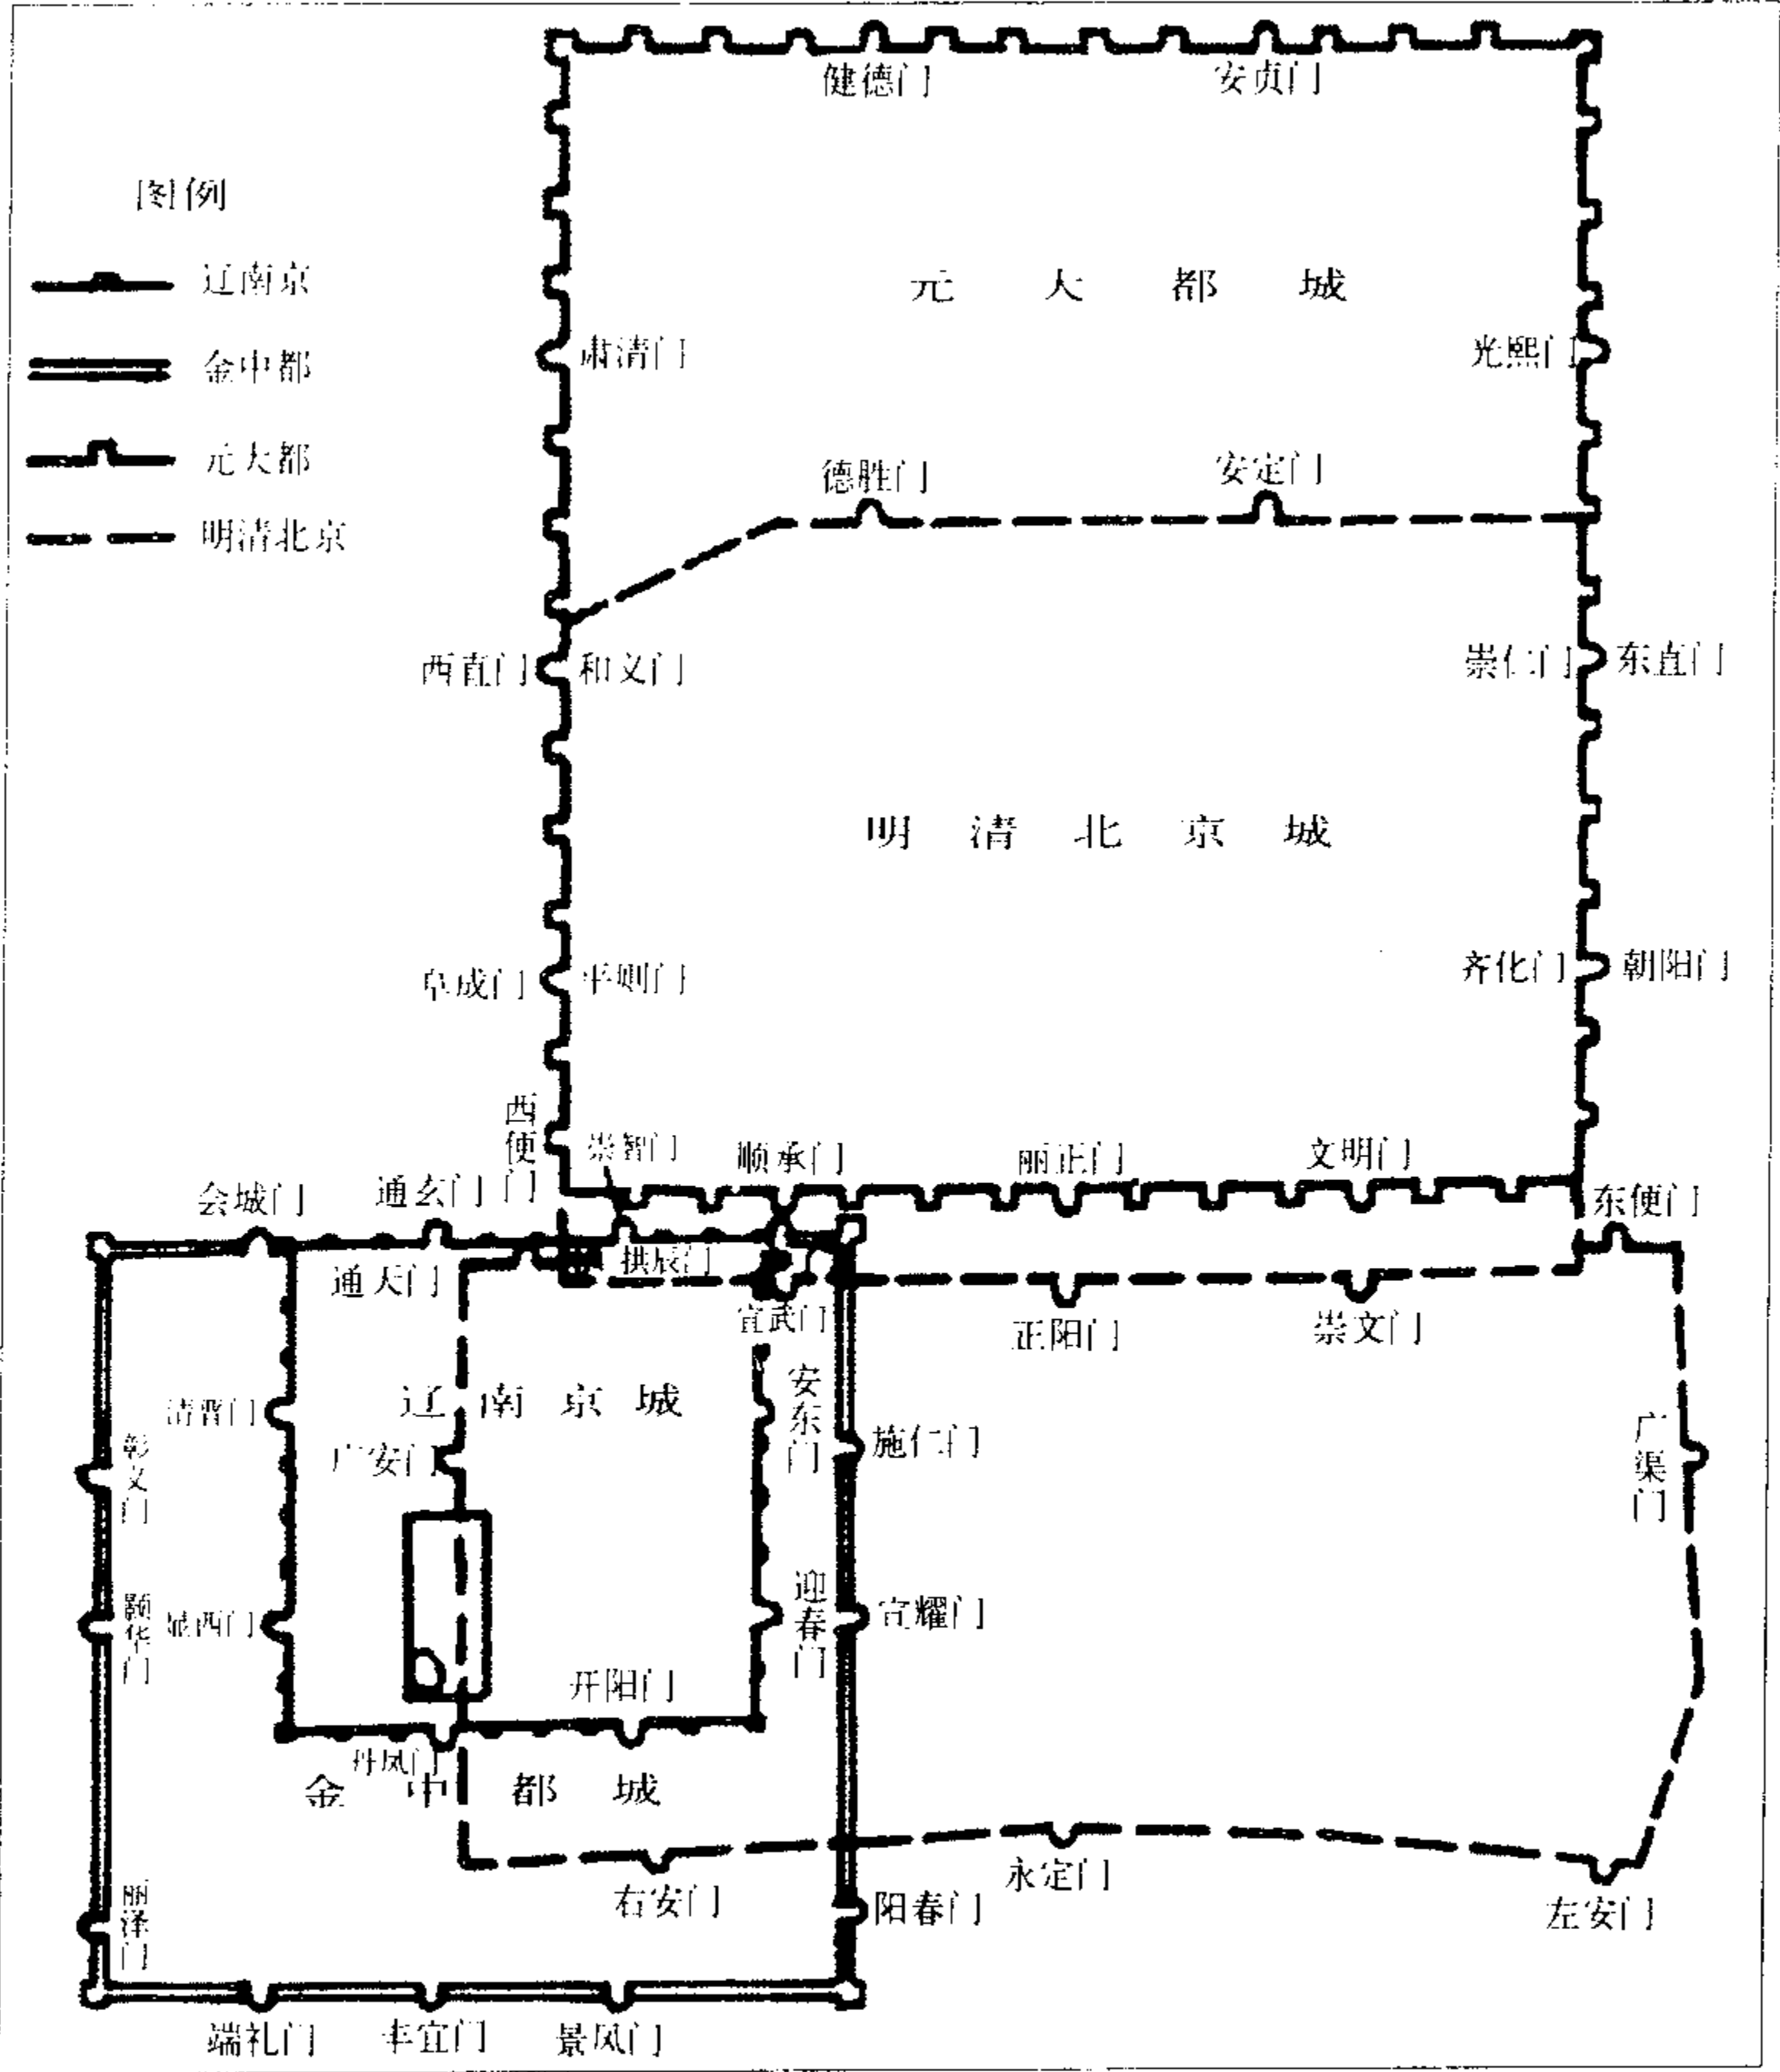 健德门
安贞门
图例
辽南京
金中都
元大都
明清北京
元大都城
肃清门
光熙门
德胜门
安定门
西直门
和义门
崇仁门
东直门
明清北京城
阜成门
平则门
齐化门
朝阳门
西便门
崇智门
顺承门
丽正门
文明门
会城门
通玄门
东便门
通天门
拱辰门
宣武门
正阳门
崇文门
清晋门
辽南京城
安东门
施仁门
广渠门
彰义门
广安门
颢华门
显西门
迎春门
宣耀门
开阳门
丹凤门
金中都城
右安门
永定门
阳春门
左安门
丽泽门
端礼门
丰宜门
景风门